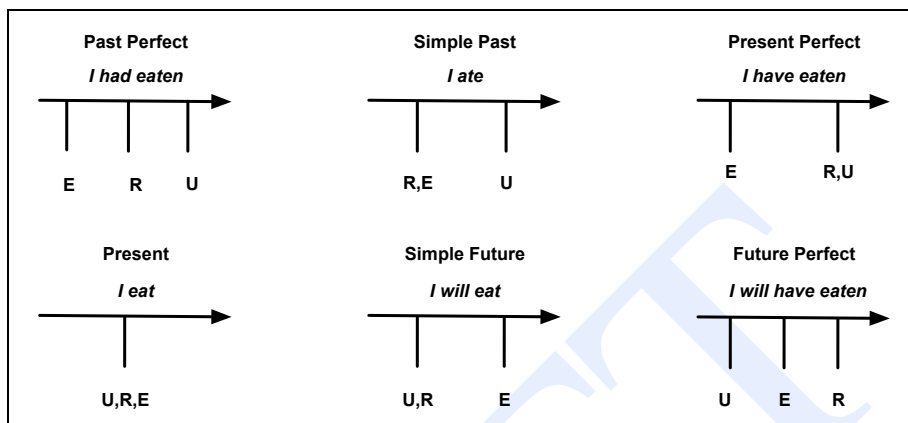 Past Perfect
I had eaten
E R U
Simple Past
I ate
R,E U
Present Perfect
I have eaten
E R,U
Present
I eat
U,R,E
Simple Future
I will eat
U,R E
Future Perfect
I will have eaten
U E R